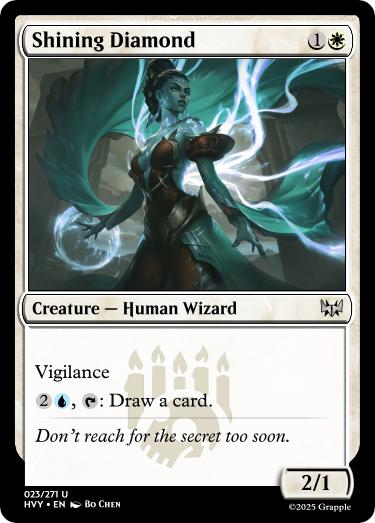 Shining Diamond 1
Creature — Human Wizard
Vigilance
2, : Draw a card.
Don't reach for the secret too soon.
2/1
023/271 U
HVY • EN Bo Chen
©2025 Grapple